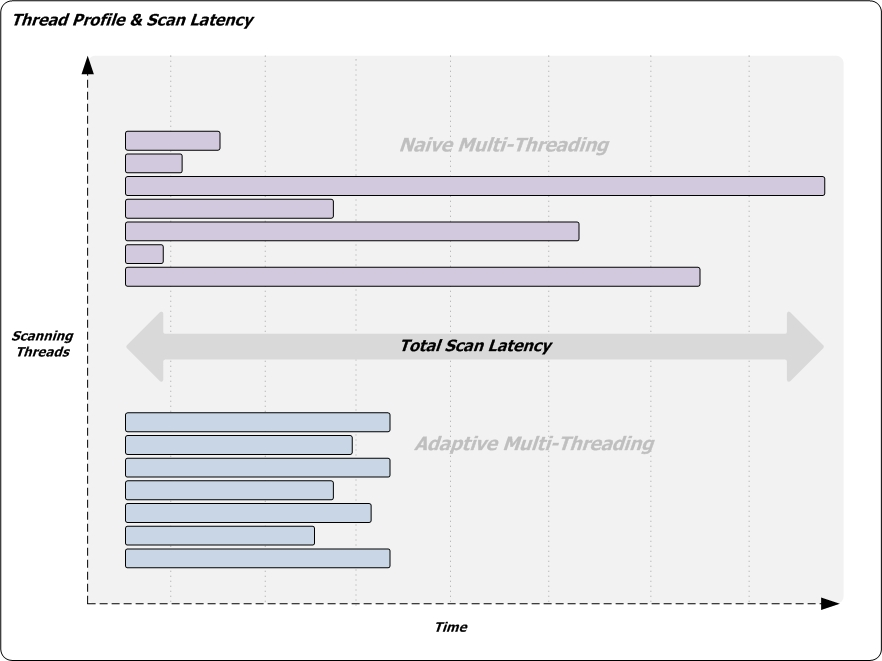 Thread Profile & Scan Latency
Naive Multi-Threading
Scanning
Threads
Total Scan Latency
Adaptive Multi-Threading
Time